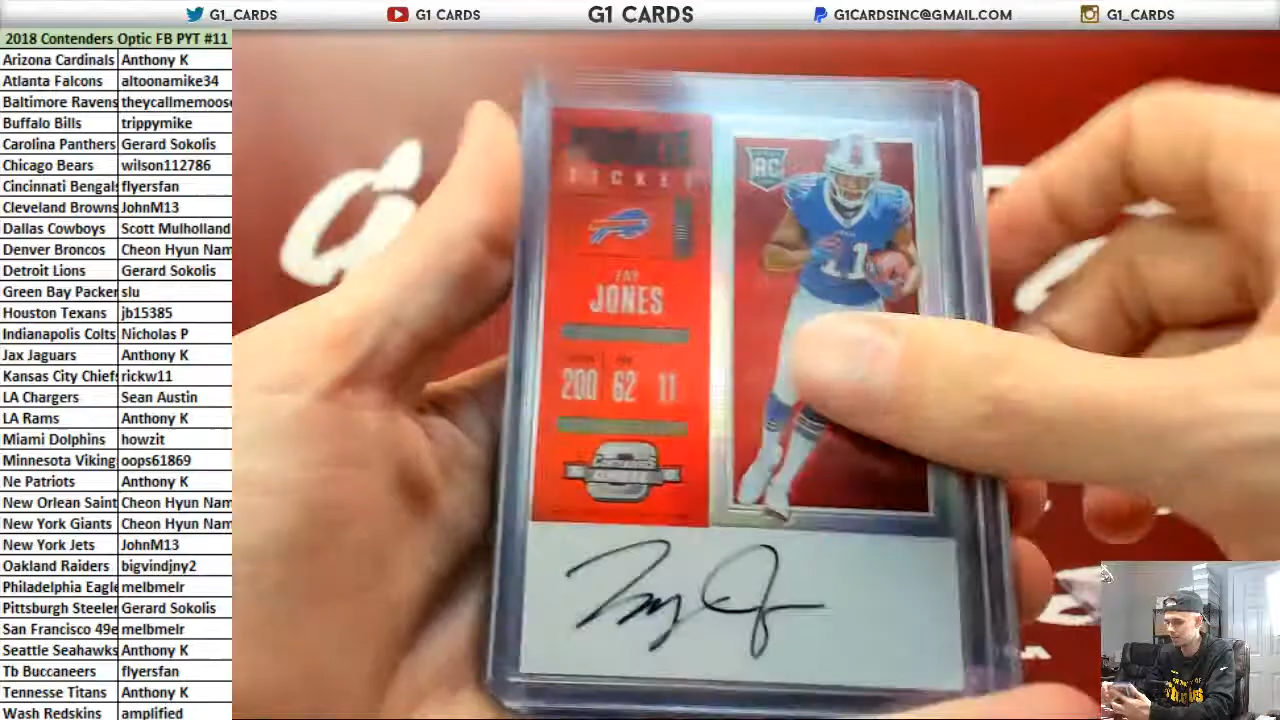 G1_CARDS
G1 CARDS
G1 CARDS
G1CARDSINC@GMAIL.COM
G1_CARDS
2018 Contenders Optic FB PYT #11
Arizona Cardinals Anthony K
Atlanta Falcons altoonamike34
Baltimore Ravens theycallmemoose
Buffalo Bills trippymike
Carolina Panthers Gerard Sokolis
Chicago Bears wilson112786
Cincinnati Bengals flyersfan
Cleveland Browns JohnM13
Dallas Cowboys Scott Mulholland
Denver Broncos Cheon Hyun Nam
Detroit Lions Gerard Sokolis
Green Bay Packer slu
Houston Texans jb15385
Indianapolis Colts Nicholas P
Jax Jaguars Anthony K
Kansas City Chiefs rickw11
LA Chargers Sean Austin
LA Rams Anthony K
Miami Dolphins howzit
Minnesota Viking oops61869
Ne Patriots Anthony K
New Orlean Saint Cheon Hyun Nam
New York Giants Cheon Hyun Nam
New York Jets JohnM13
Oakland Raiders bigvindjny2
Philadelphia Eagle melbmelr
Pittsburgh Steeler Gerard Sokolis
San Francisco 49e melbmelr
Seattle Seahawks Anthony K
Tb Buccaneers flyersfan
Tennesse Titans Anthony K
Wash Redskins amplified
TICKET
RC
ZAY
JONES
200 62 11
11